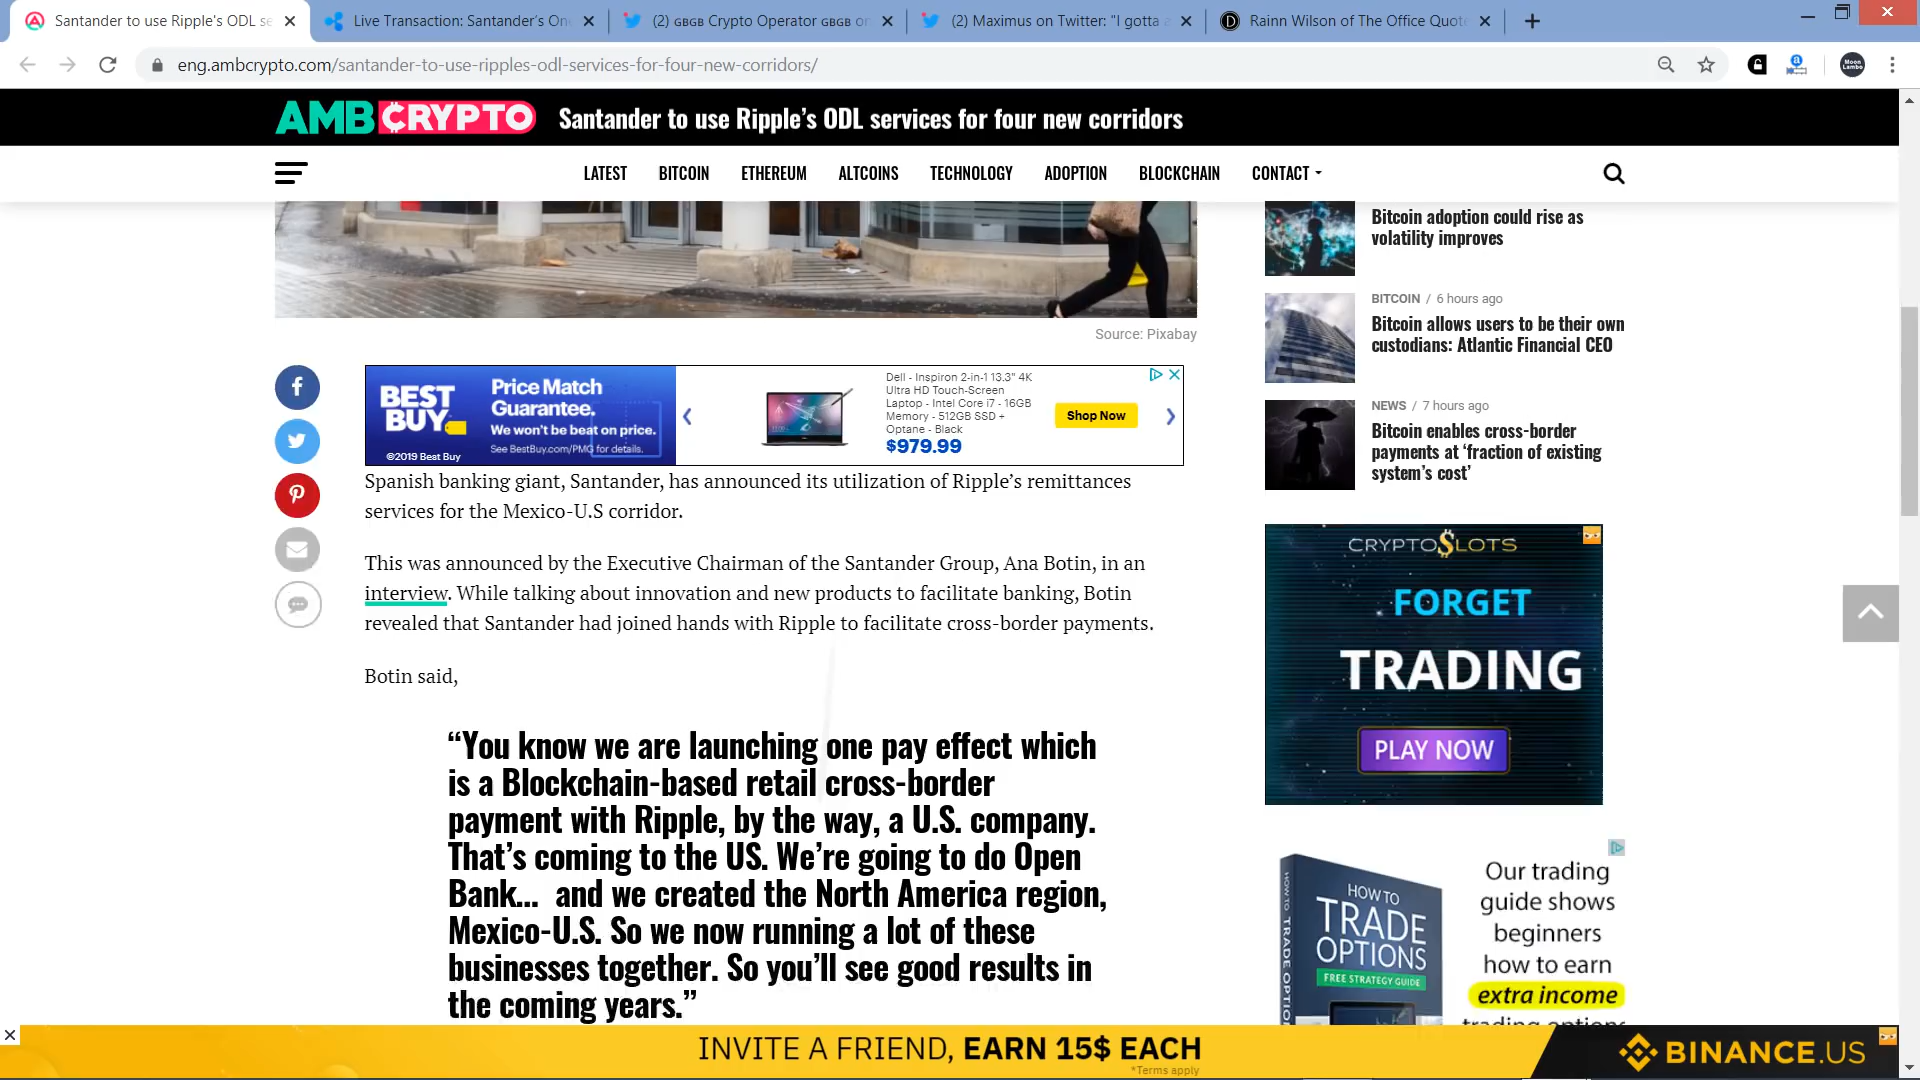 Santander to use Ripple's ODL se
Live Transaction: Santander's On
(2) GBGB Crypto Operator GBGB on
(2) Maximus on Twitter: "I gotta
Rainn Wilson of The Office Quot
eng.ambcrypto.com/santander-to-use-ripples-odl-services-for-four-new-corridors/
AMBCRYPTO
Santander to use Ripple's ODL services for four new corridors
LATEST
BITCOIN
ETHEREUM
ALTCOINS
TECHNOLOGY
ADOPTION
BLOCKCHAIN
CONTACT
Source: Pixabay
BEST
BUY
Price Match
Guarantee.
We won't be beat on price.
See BestBuy.com/PMG for details.
©2019 Best Buy
Dell - Inspiron 2-in-1 13.3" 4K
Ultra HD Touch-Screen
Laptop - Intel Core i7 - 16GB
Memory - 512GB SSD +
Optane - Black
$979.99
Shop Now
Spanish banking giant, Santander, has announced its utilization of Ripple's remittances
services for the Mexico-U.S corridor.
This was announced by the Executive Chairman of the Santander Group, Ana Botin, in an
interview. While talking about innovation and new products to facilitate banking, Botin
revealed that Santander had joined hands with Ripple to facilitate cross-border payments.
Botin said,
“You know we are launching one pay effect which
is a Blockchain-based retail cross-border
payment with Ripple, by the way, a U.S. company.
That's coming to the US. We're going to do Open
Bank… and we created the North America region,
Mexico-U.S. So we now running a lot of these
businesses together. So you'll see good results in
the coming years.”
Bitcoin adoption could rise as
volatility improves
BITCOIN / 6 hours ago
Bitcoin allows users to be their own
custodians: Atlantic Financial CEO
NEWS / 7 hours ago
Bitcoin enables cross-border
payments at ‘fraction of existing
system's cost’
CRYPTO$LOTS
FORGET
TRADING
PLAY NOW
HOW TO
TRADE
OPTIONS
FREE STRATEGY GUIDE
HOW TO TRADE OPTION
Our trading
guide shows
beginners
how to earn
extra income
trading options
INVITE A FRIEND, EARN 15$ EACH
*Terms apply
BINANCE.US